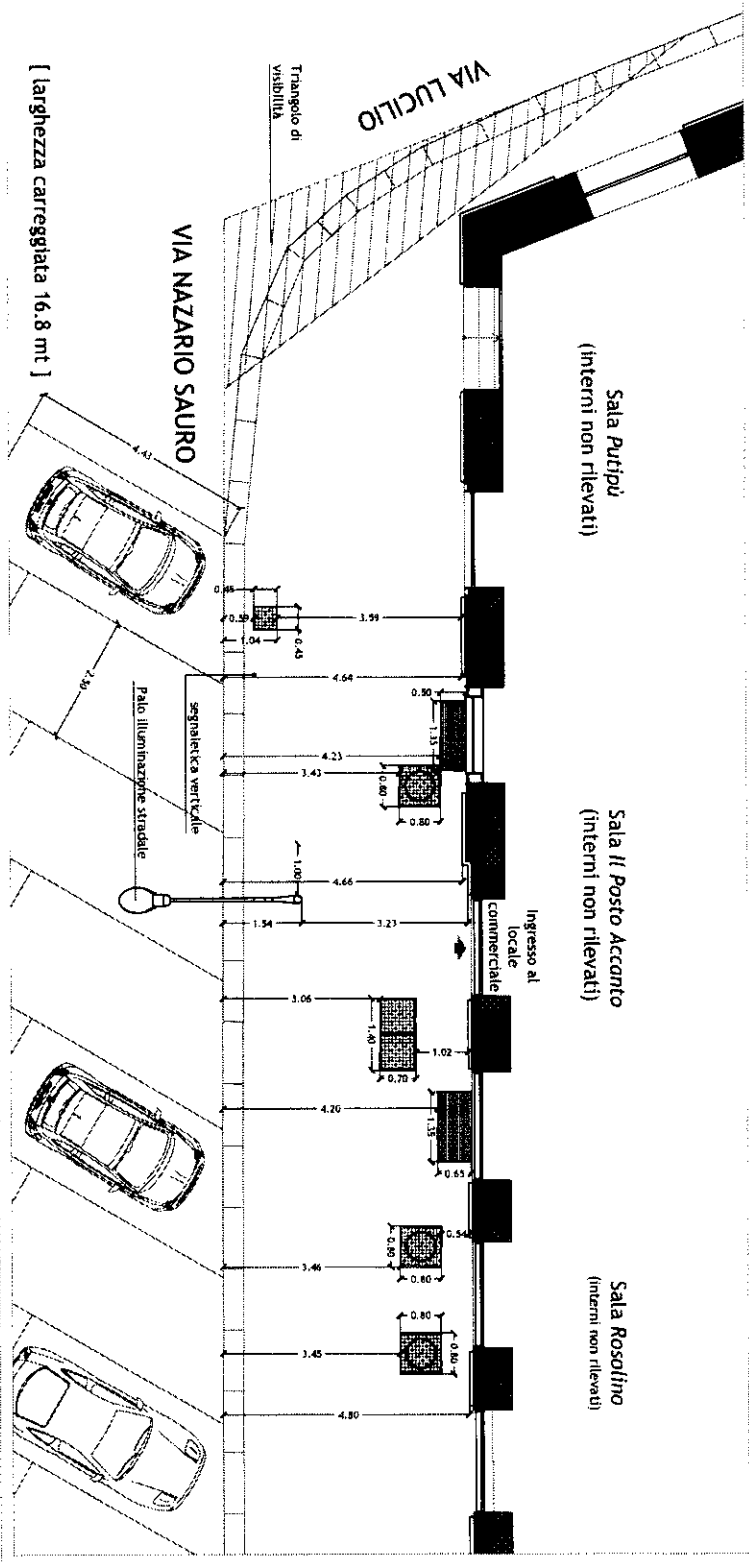 Sala Putipù
(interni non rilevati)
Sala Il Posto Accanto
(interni non rilevati)
Sala Rosolino
(interni non rilevati)
Ingresso al
locale
commerciale
VIA LUCILIO
Triangolo di
visibilità
3.59
0.45
0.45
0.59
1.04
4.64
0.50
1.35
4.23
3.43
0.80
0.80
4.66
1.00
1.54
3.23
3.06
1.40
0.70
1.02
4.20
1.35
0.65
0.54
0.80
0.80
3.46
0.80
0.80
3.45
4.80
segnaletica verticale
Palo illuminazione stradale
VIA NAZARIO SAURO
4.43
2.50
[ larghezza carreggiata 16.8 mt ]